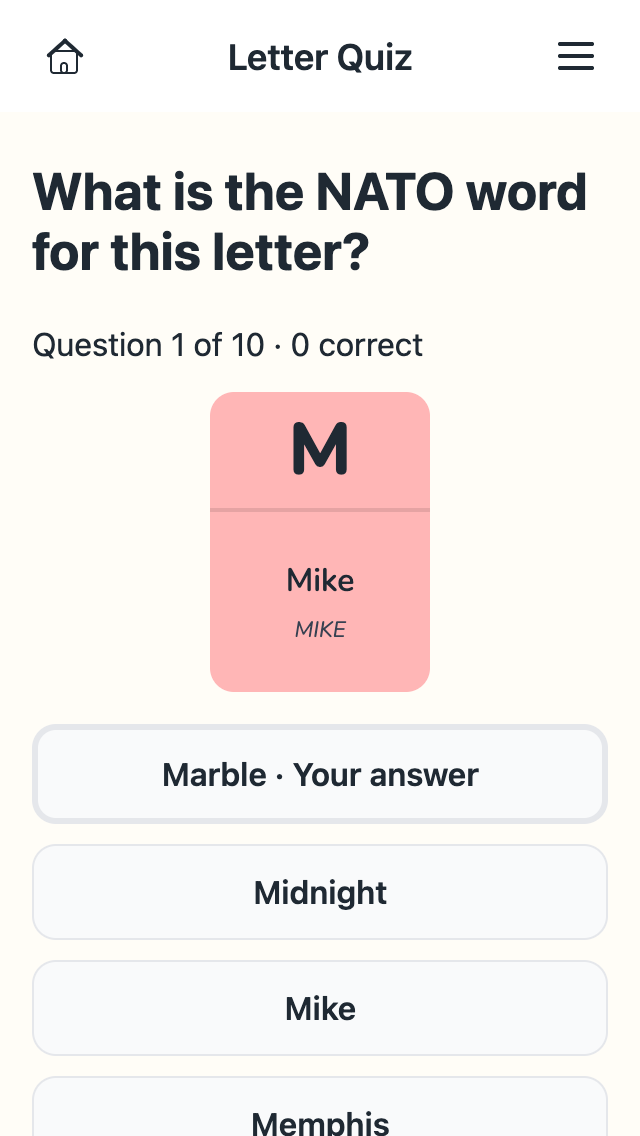 Letter Quiz
What is the NATO word
for this letter?
Question 1 of 10 · 0 correct
M
Mike
MIKE
Marble · Your answer
Midnight
Mike
Memphis